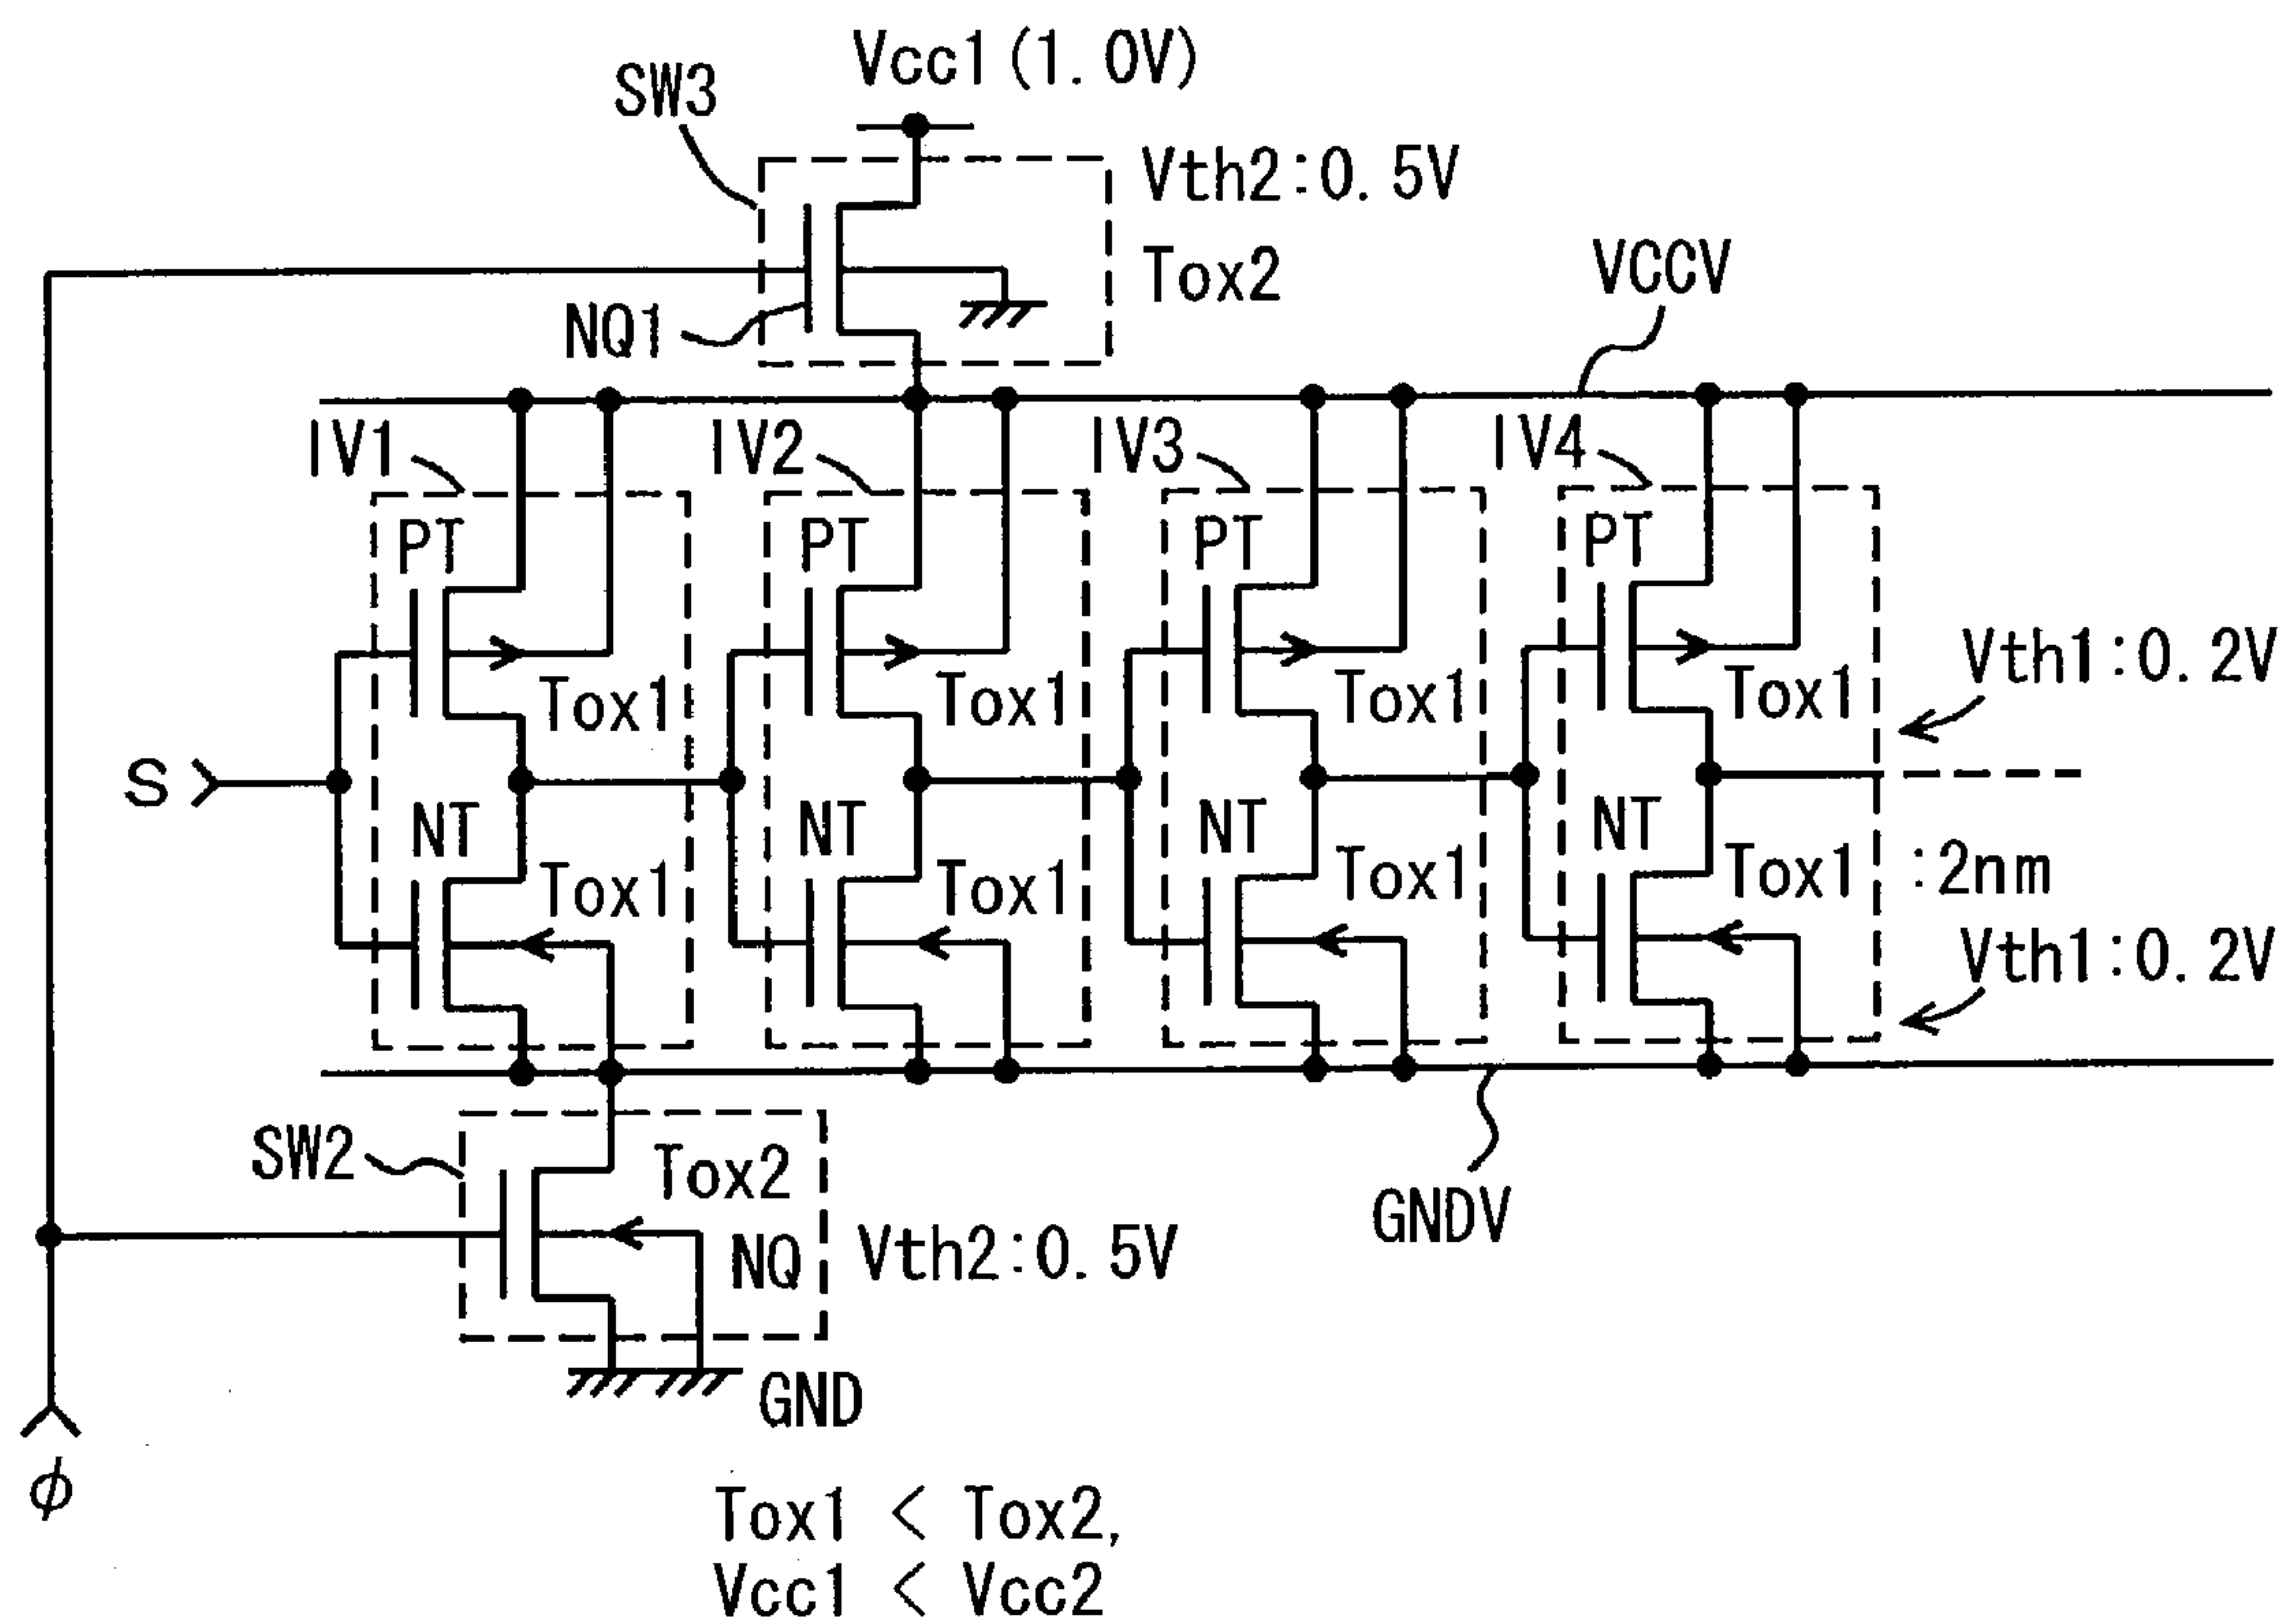 Vcc1(1.0V)
SW3
Vth2:0.5V
Tox2
VCCV
NQ1
IV1
IV2
IV3
IV4
PT
PT
PT
PT
Vth1:0.2V
Tox1
Tox1
Tox1
Tox1
S
NT
NT
NT
NT
Tox1
Tox1
Tox1
Tox1 :2nm
Vth1:0.2V
SW2
Tox2
GNDV
NQ
Vth2:0.5V
GND
φ
Tox1 < Tox2,
Vcc1 < Vcc2